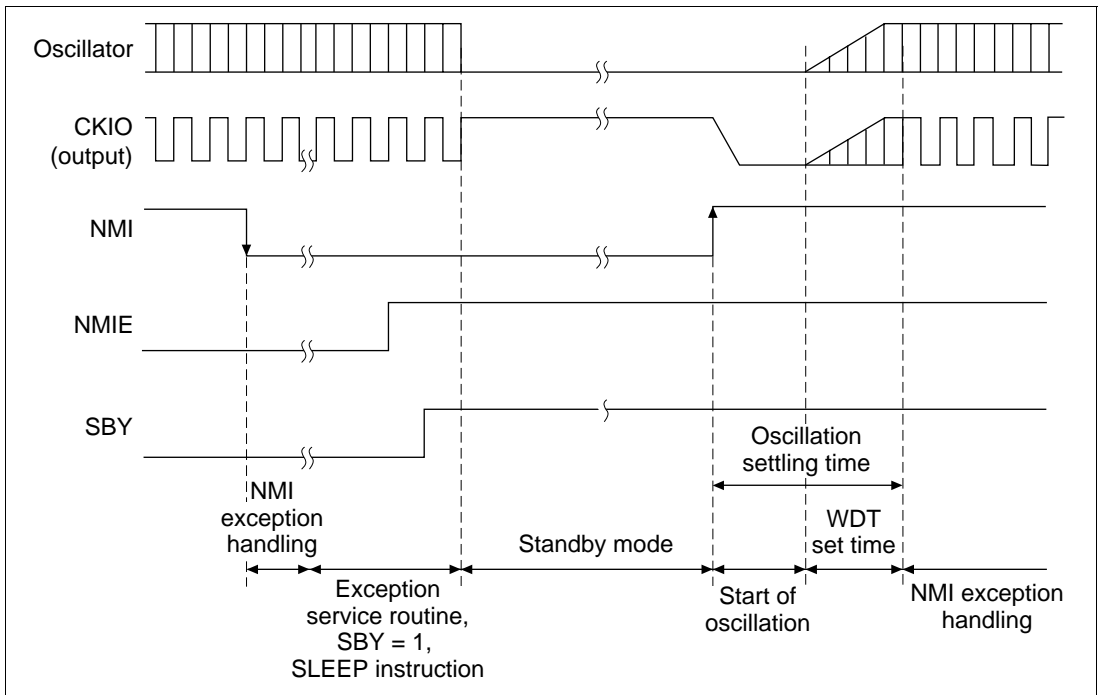 Oscillator
CKIO
(output)
NMI
NMIE
SBY
Oscillation
settling time
NMI
exception
handling
WDT
set time
Standby mode
Exception
service routine,
SBY = 1,
SLEEP instruction
Start of
oscillation
NMI exception
handling